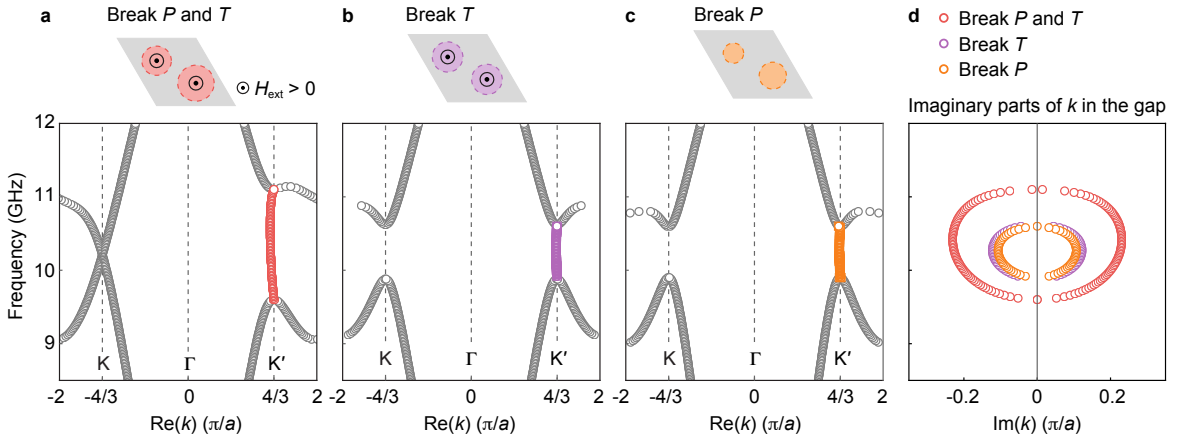 a Break P and T
H_ext > 0
Frequency (GHz)
12
11
10
9
K Γ K′
-2 -4/3 0 4/3 2
Re(k) (π/a)
b Break T
K Γ K′
-2 -4/3 0 4/3 2
Re(k) (π/a)
c Break P
K Γ K′
-2 -4/3 0 4/3 2
Re(k) (π/a)
d
Break P and T
Break T
Break P
Imaginary parts of k in the gap
-0.2 0 0.2
Im(k) (π/a)